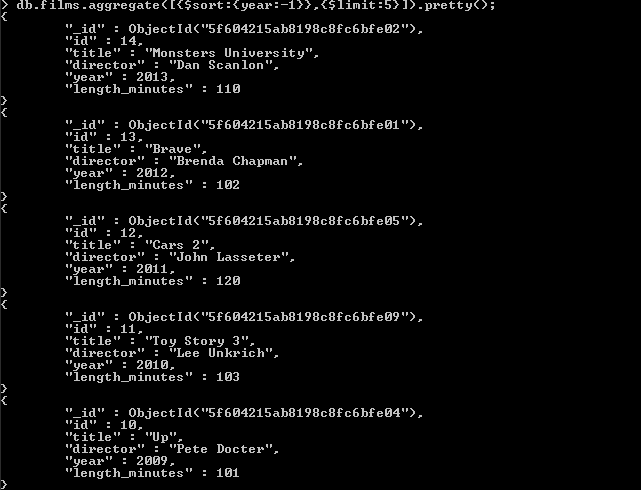 > db.films.aggregate([{$sort:{year:-1}},{$limit:5}]).pretty();
{
"_id" : ObjectId("5f604215ab8198c8fc6bfe02"),
"id" : 14,
"title" : "Monsters University",
"director" : "Dan Scanlon",
"year" : 2013,
"length_minutes" : 110
}
{
"_id" : ObjectId("5f604215ab8198c8fc6bfe01"),
"id" : 13,
"title" : "Brave",
"director" : "Brenda Chapman",
"year" : 2012,
"length_minutes" : 102
}
{
"_id" : ObjectId("5f604215ab8198c8fc6bfe05"),
"id" : 12,
"title" : "Cars 2",
"director" : "John Lasseter",
"year" : 2011,
"length_minutes" : 120
}
{
"_id" : ObjectId("5f604215ab8198c8fc6bfe09"),
"id" : 11,
"title" : "Toy Story 3",
"director" : "Lee Unkrich",
"year" : 2010,
"length_minutes" : 103
}
{
"_id" : ObjectId("5f604215ab8198c8fc6bfe04"),
"id" : 10,
"title" : "Up",
"director" : "Pete Docter",
"year" : 2009,
"length_minutes" : 101
}